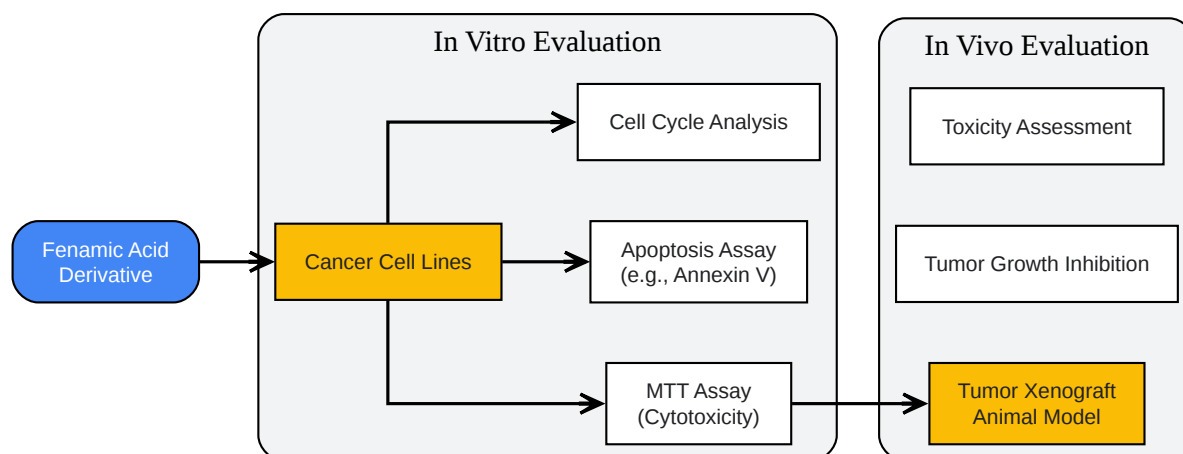 In Vitro Evaluation
In Vivo Evaluation
Cell Cycle Analysis
Toxicity Assessment
Fenamic Acid
Derivative
Cancer Cell Lines
Apoptosis Assay
(e.g., Annexin V)
Tumor Growth Inhibition
MTT Assay
(Cytotoxicity)
Tumor Xenograft
Animal Model